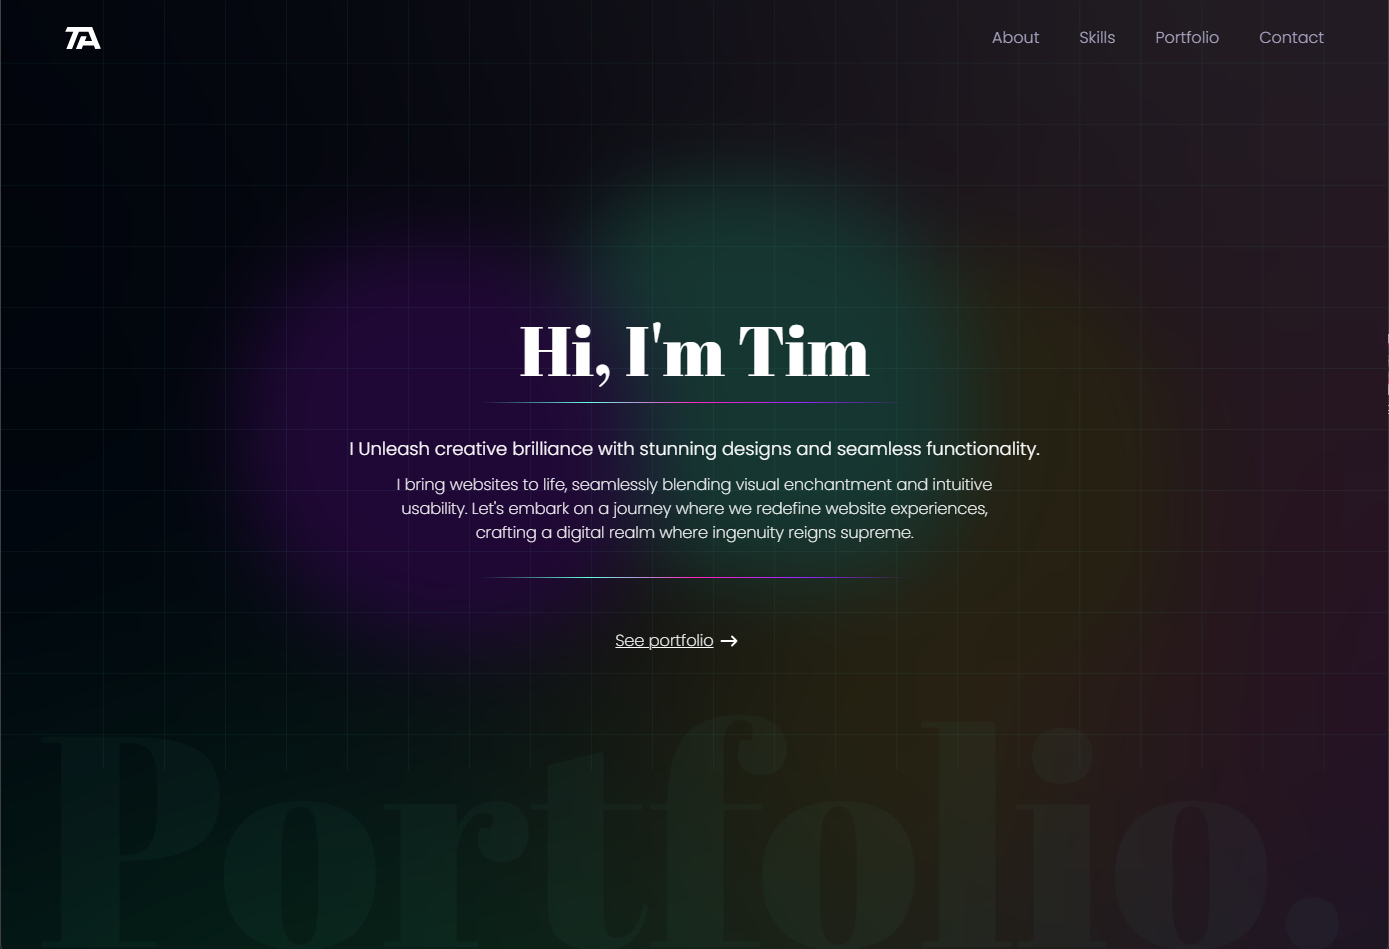 TA
About
Skills
Portfolio
Contact
Hi, I'm Tim
I Unleash creative brilliance with stunning designs and seamless functionality.
I bring websites to life, seamlessly blending visual enchantment and intuitive
usability. Let's embark on a journey where we redefine website experiences,
crafting a digital realm where ingenuity reigns supreme.
See portfolio →
Portfolio.